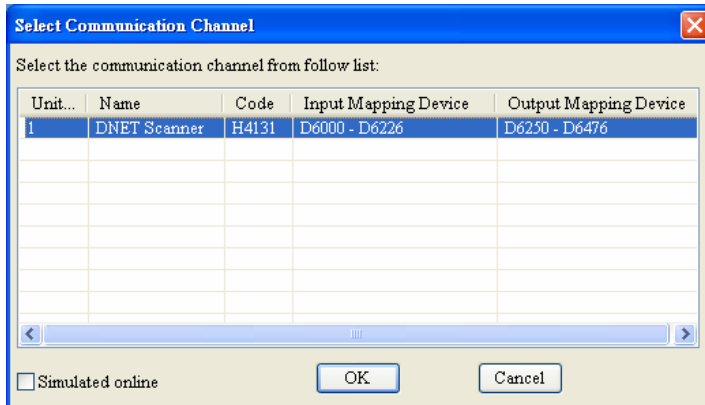 Select Communication Channel
Select the communication channel from follow list:
Unit... Name Code Input Mapping Device Output Mapping Device
1 DNET Scanner H4131 D6000 - D6226 D6250 - D6476
Simulated online OK Cancel